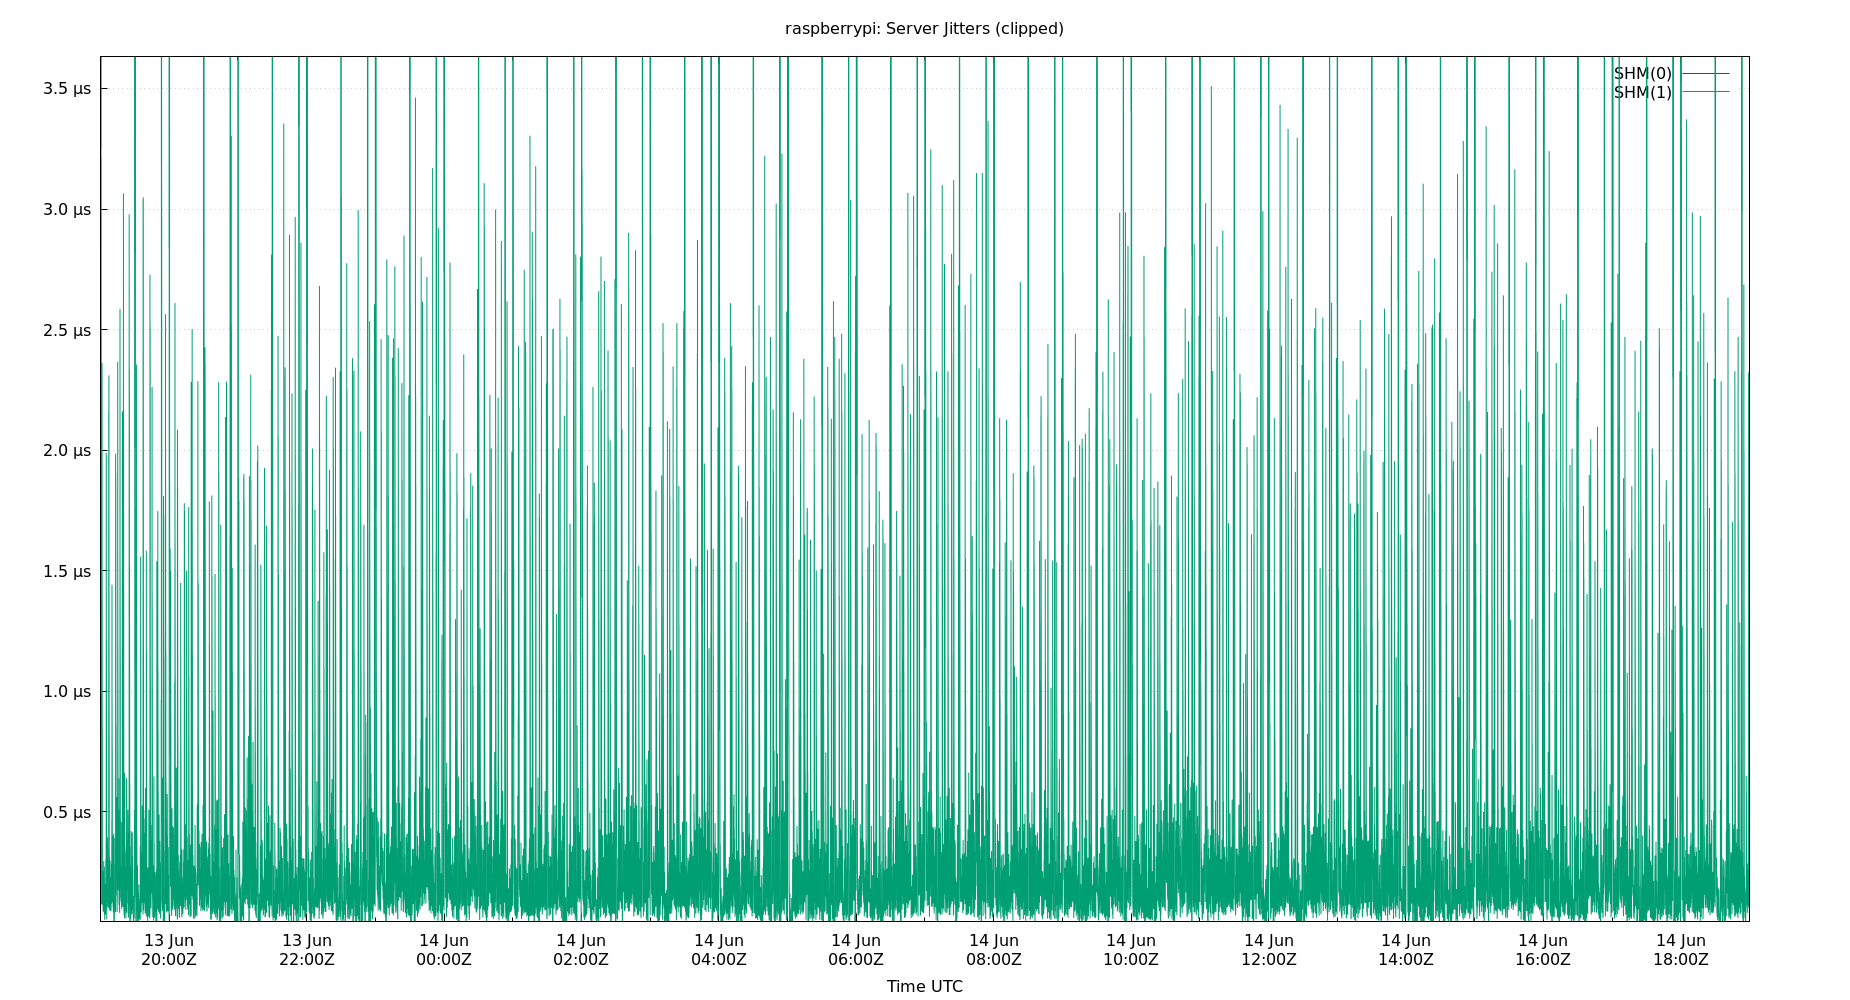 raspberrypi: Server Jitters (clipped)
SHM(0)
SHM(1)
3.5 µs
3.0 µs
2.5 µs
2.0 µs
1.5 µs
1.0 µs
0.5 µs
13 Jun 13 Jun 14 Jun 14 Jun 14 Jun 14 Jun 14 Jun 14 Jun 14 Jun 14 Jun 14 Jun 14 Jun
20:00Z 22:00Z 00:00Z 02:00Z 04:00Z 06:00Z 08:00Z 10:00Z 12:00Z 14:00Z 16:00Z 18:00Z
Time UTC